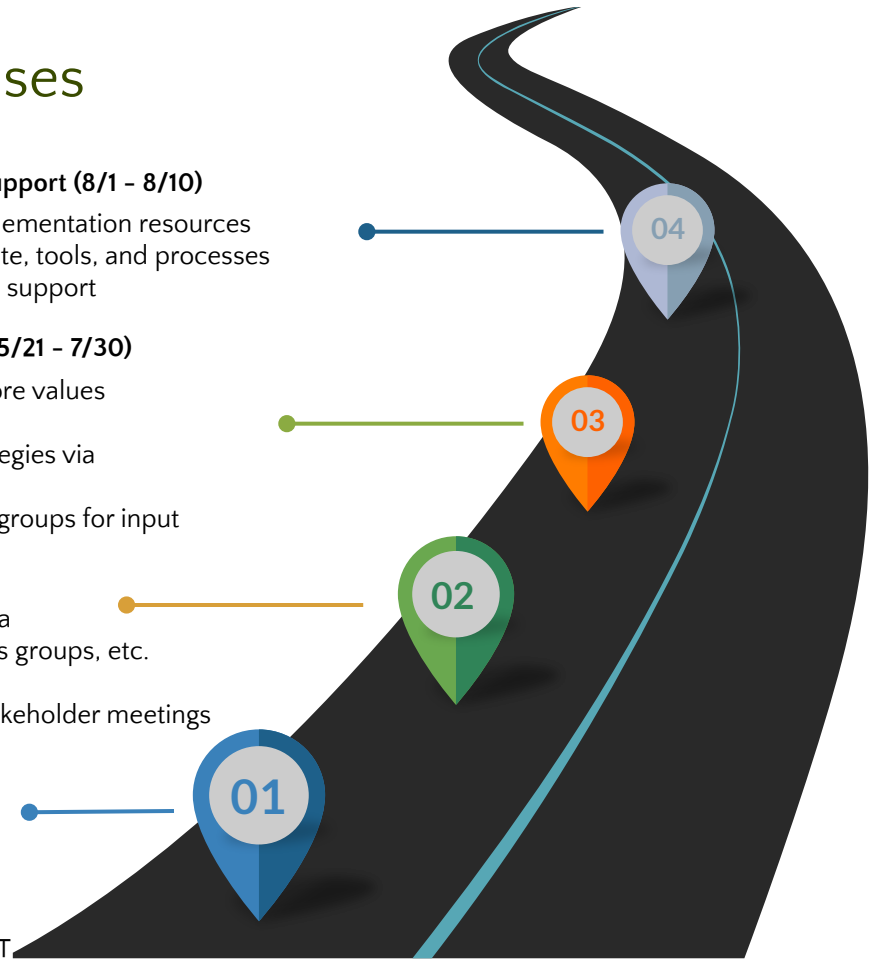 ses
upport (8/1 - 8/10)
lementation resources
te, tools, and processes
support
04
5/21 - 7/30)
ore values
03
egies via
groups for input
02
a
s groups, etc.
keholder meetings
01
T